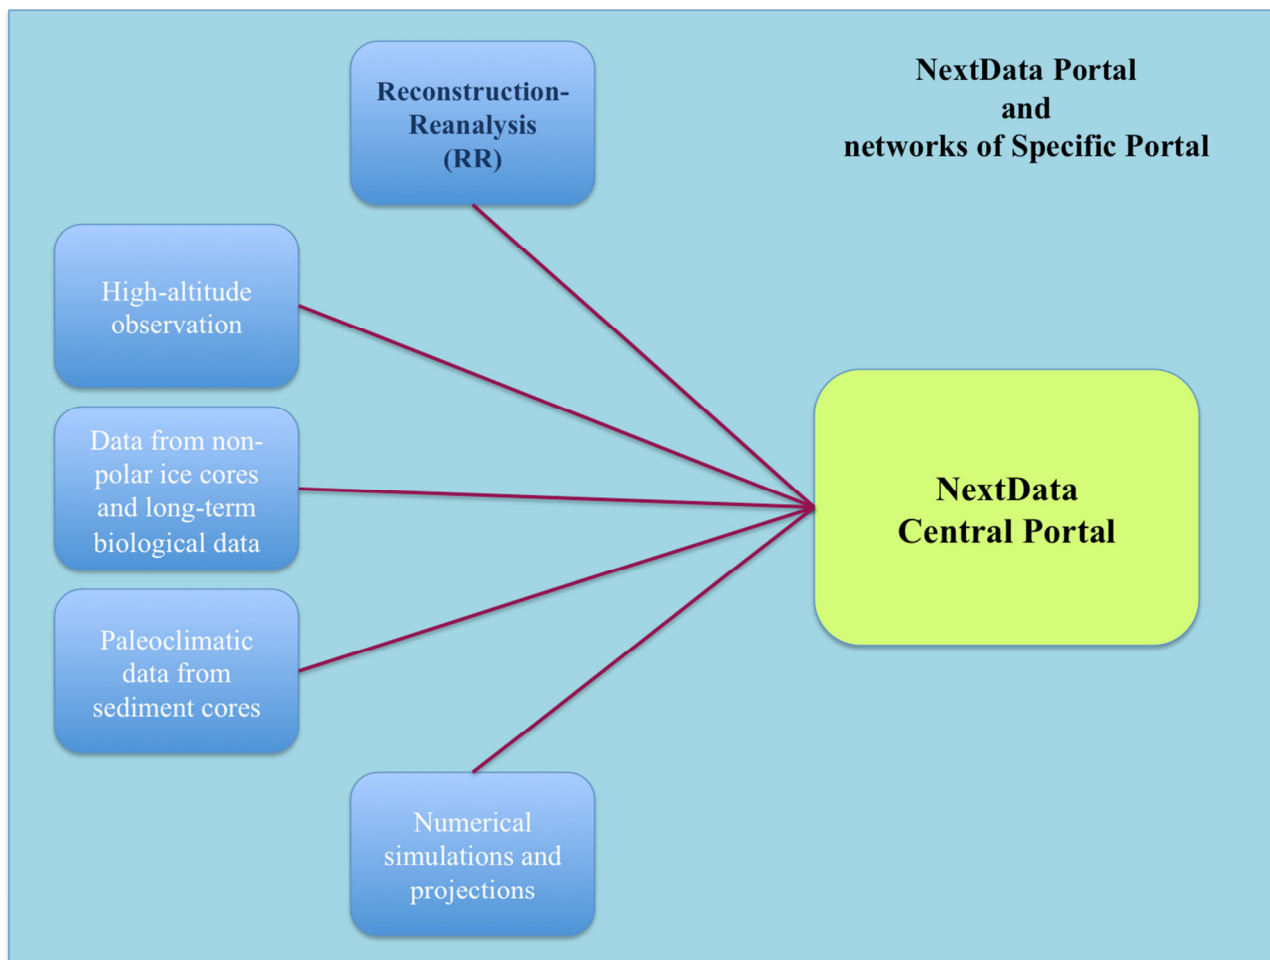 NextData Portal
and
networks of Specific Portal
Reconstruction-
Reanalysis
(RR)
High-altitude
observation
Data from non-
polar ice cores
and long-term
biological data
Paleoclimatic
data from
sediment cores
Numerical
simulations and
projections
NextData
Central Portal